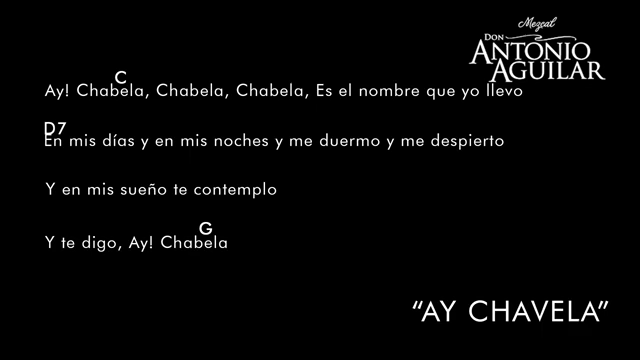 Mezcal
DON
ANTONIO
AGUILAR
C
Ay! Chabela, Chabela, Chabela, Es el nombre que yo llevo
D7
En mis días y en mis noches y me duermo y me despierto
Y en mis sueño te contemplo
G
Y te digo, Ay! Chabela
“AY CHAVELA”